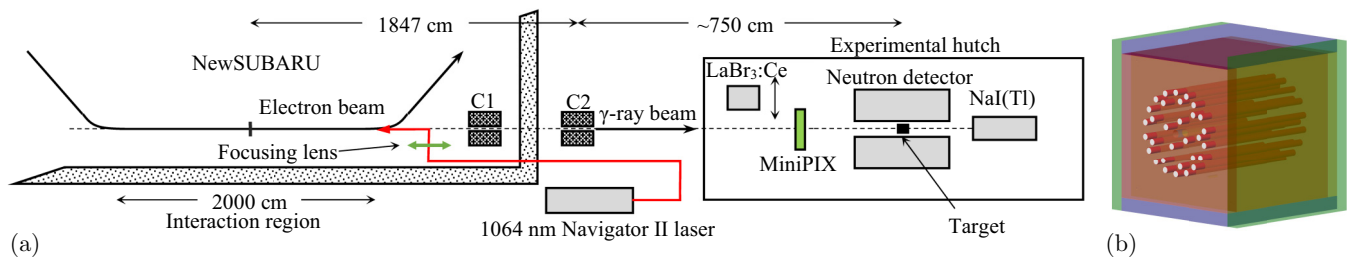 1847 cm
~750 cm
NewSUBARU
Experimental hutch
LaBr₃:Ce
Neutron detector
Electron beam
C1
C2
γ-ray beam
NaI(Tl)
Focusing lens
MiniPIX
2000 cm
Interaction region
1064 nm Navigator II laser
Target
(a)
(b)